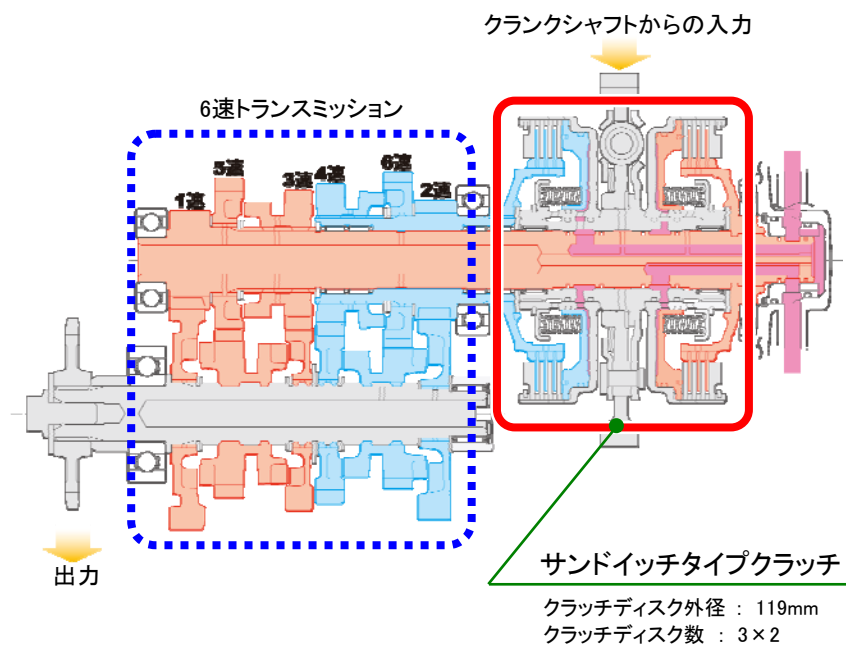 クランクシャフトからの入力
6速トランスミッション
5速
3速
4速
6速
1速
2速
出力
サンドイッチタイプクラッチ
クラッチディスク外径 : 119mm
クラッチディスク数 : 3×2